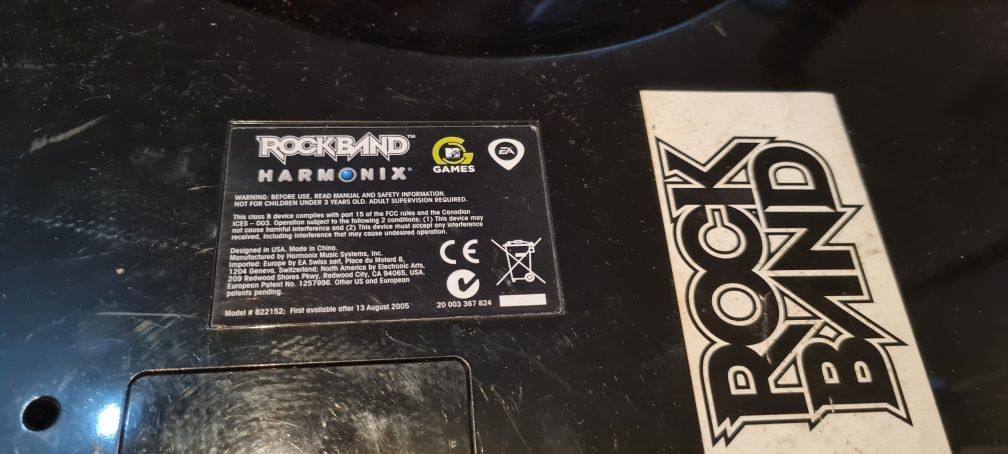 ROCKBAND™
HARMONIX®
G
MTV
GAMES
EA
WARNING: BEFORE USE, READ MANUAL AND SAFETY INFORMATION.
NOT FOR CHILDREN UNDER 3 YEARS OLD. ADULT SUPERVISION REQUIRED.
This class B device complies with part 15 of the FCC rules and the Canadian
ICES - 003. Operation subject to the following 2 conditions: (1) This device may
not cause harmful interference and (2) This device must accept any interference
received, including interference that may cause undesired operation.
Designed in USA. Made in China.
Manufactured by Harmonix Music Systems, Inc.
Imported: Europe by EA Swiss sarl, Place du Molard 8,
1204 Geneva, Switzerland; North America by Electronic Arts,
209 Redwood Shores Pkwy, Redwood City, CA 94065, USA.
European Patent No. 1257996. Other US and European
patents pending.
CE
Model # 822152; First available after 13 August 2005
20 003 367 824
ROCK
BAND